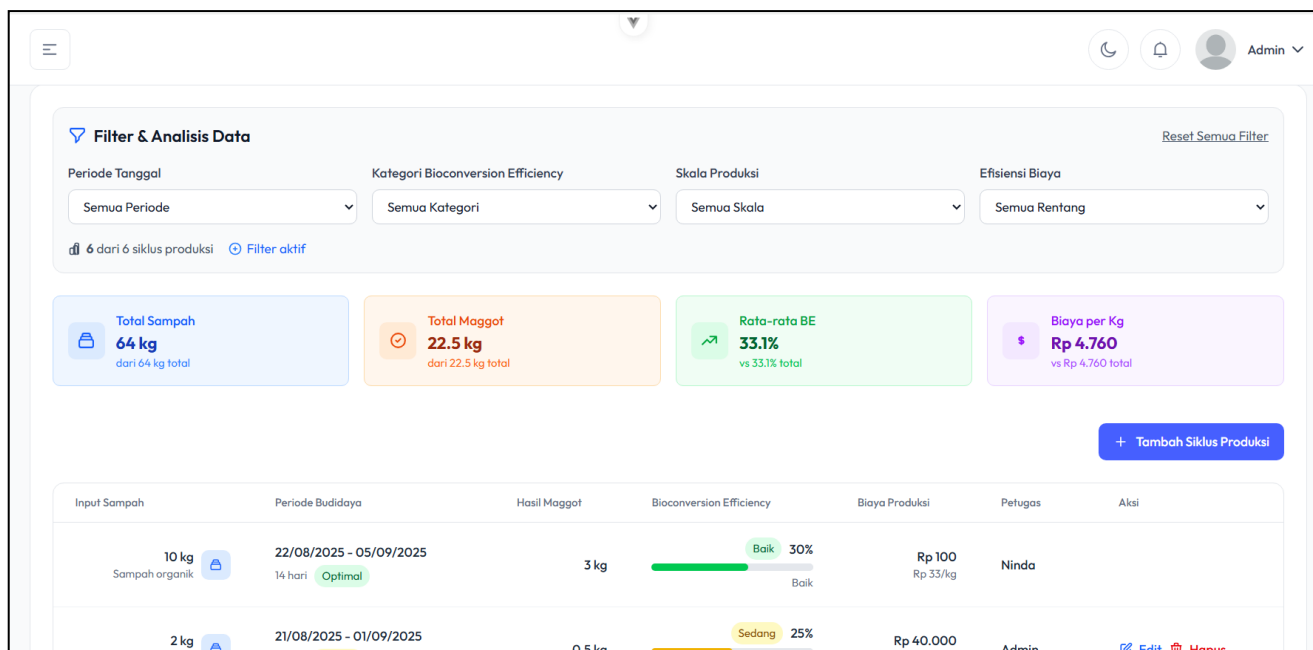 Admin
Filter & Analisis Data
Reset Semua Filter
Periode Tanggal
Kategori Bioconversion Efficiency
Skala Produksi
Efisiensi Biaya
Semua Periode
Semua Kategori
Semua Skala
Semua Rentang
6 dari 6 siklus produksi
Filter aktif
Total Sampah
64 kg
dari 64 kg total
Total Maggot
22.5 kg
dari 22.5 kg total
Rata-rata BE
33.1%
vs 33.1% total
$
Biaya per Kg
Rp 4.760
vs Rp 4.760 total
+ Tambah Siklus Produksi
Input Sampah
Periode Budidaya
Hasil Maggot
Bioconversion Efficiency
Biaya Produksi
Petugas
Aksi
10 kg
Sampah organik
22/08/2025 - 05/09/2025
14 hari
Optimal
3 kg
Baik
30%
Baik
Rp 100
Rp 33/kg
Ninda
2 kg
21/08/2025 - 01/09/2025
0.5 kg
Sedang
25%
Rp 40.000
Admin
Edit
Hapus